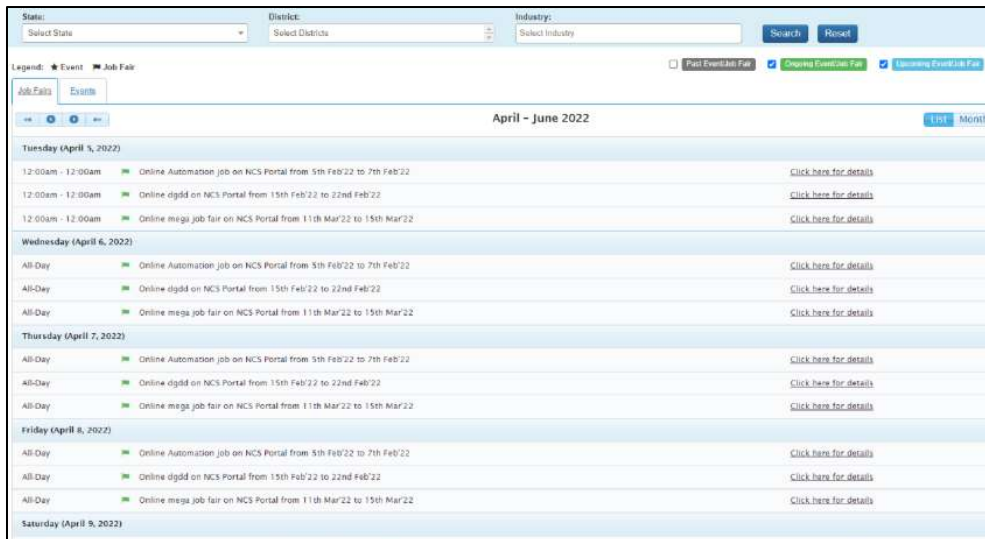 State: District: Industry:
Select State Select Districts Select Industry Search Reset
Legend: Event Job Fair Past Event/Job Fair Ongoing Event/Job Fair Upcoming Event/Job Fair
Job Fairs Events
April - June 2022 List Month
Tuesday (April 5, 2022)
12:00am - 12:00am Online Automation job on NCS Portal from 5th Feb'22 to 7th Feb'22 Click here for details
12:00am - 12:00am Online dgdd on NCS Portal from 15th Feb'22 to 22nd Feb'22 Click here for details
12:00am - 12:00am Online mega job fair on NCS Portal from 11th Mar'22 to 15th Mar'22 Click here for details
Wednesday (April 6, 2022)
All-Day Online Automation job on NCS Portal from 5th Feb'22 to 7th Feb'22 Click here for details
All-Day Online dgdd on NCS Portal from 15th Feb'22 to 22nd Feb'22 Click here for details
All-Day Online mega job fair on NCS Portal from 11th Mar'22 to 15th Mar'22 Click here for details
Thursday (April 7, 2022)
All-Day Online Automation job on NCS Portal from 5th Feb'22 to 7th Feb'22 Click here for details
All-Day Online dgdd on NCS Portal from 15th Feb'22 to 22nd Feb'22 Click here for details
All-Day Online mega job fair on NCS Portal from 11th Mar'22 to 15th Mar'22 Click here for details
Friday (April 8, 2022)
All-Day Online Automation job on NCS Portal from 5th Feb'22 to 7th Feb'22 Click here for details
All-Day Online dgdd on NCS Portal from 15th Feb'22 to 22nd Feb'22 Click here for details
All-Day Online mega job fair on NCS Portal from 11th Mar'22 to 15th Mar'22 Click here for details
Saturday (April 9, 2022)